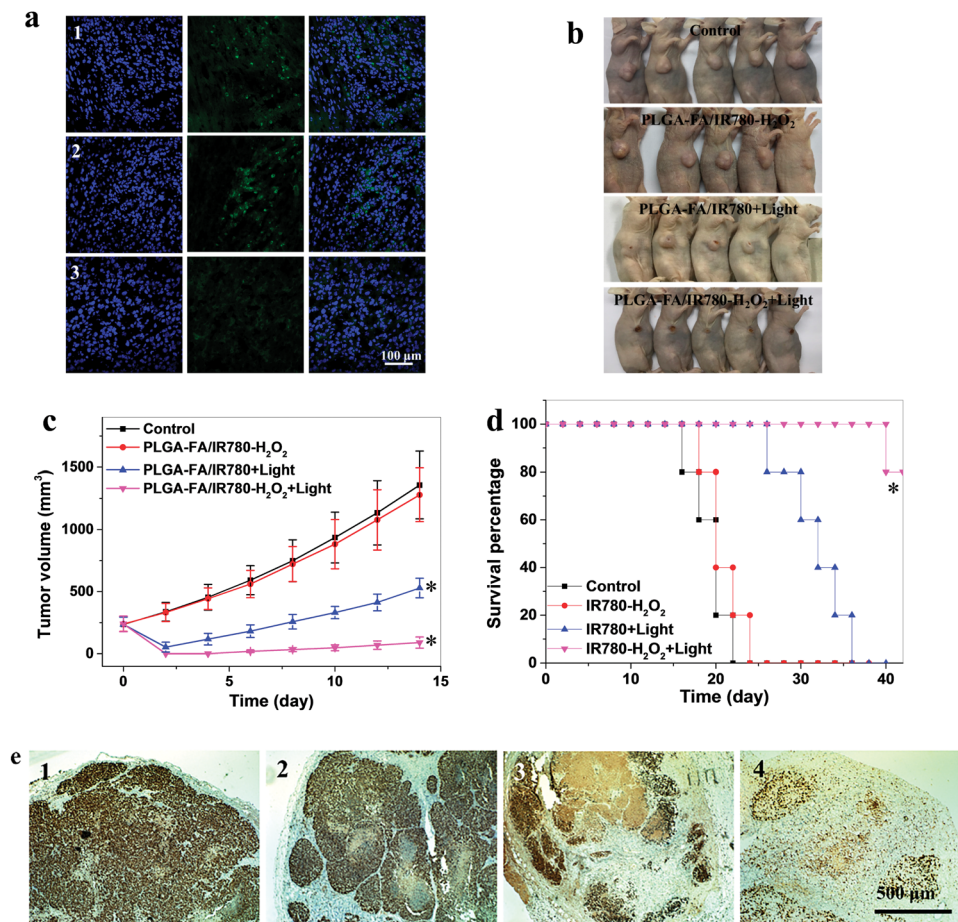 a
1
2
3
100 µm
b
Control
PLGA-FA/IR780-H₂O₂
PLGA-FA/IR780+Light
PLGA-FA/IR780-H₂O₂+Light
c
Control
PLGA-FA/IR780-H₂O₂
PLGA-FA/IR780+Light
PLGA-FA/IR780-H₂O₂+Light
Tumor volume (mm³)
1500
1000
500
0
*
*
0 5 10 15
Time (day)
d
Survival percentage
100
80
60
40
20
0
*
Control
IR780-H₂O₂
IR780+Light
IR780-H₂O₂+Light
0 10 20 30 40
Time (day)
e
1
2
3
4
500 µm